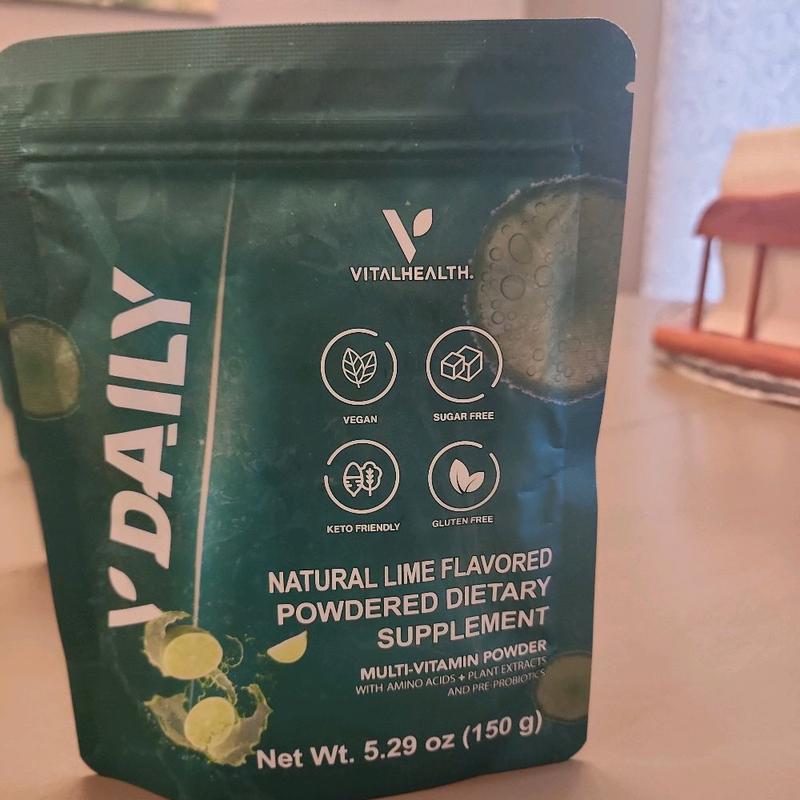 VITALHEALTH.
V DAILY
VEGAN
SUGAR FREE
KETO FRIENDLY
GLUTEN FREE
NATURAL LIME FLAVORED
POWDERED DIETARY
SUPPLEMENT
MULTI-VITAMIN POWDER
WITH AMINO ACIDS + PLANT EXTRACTS
AND PRE-PROBIOTICS
Net Wt. 5.29 oz (150 g)